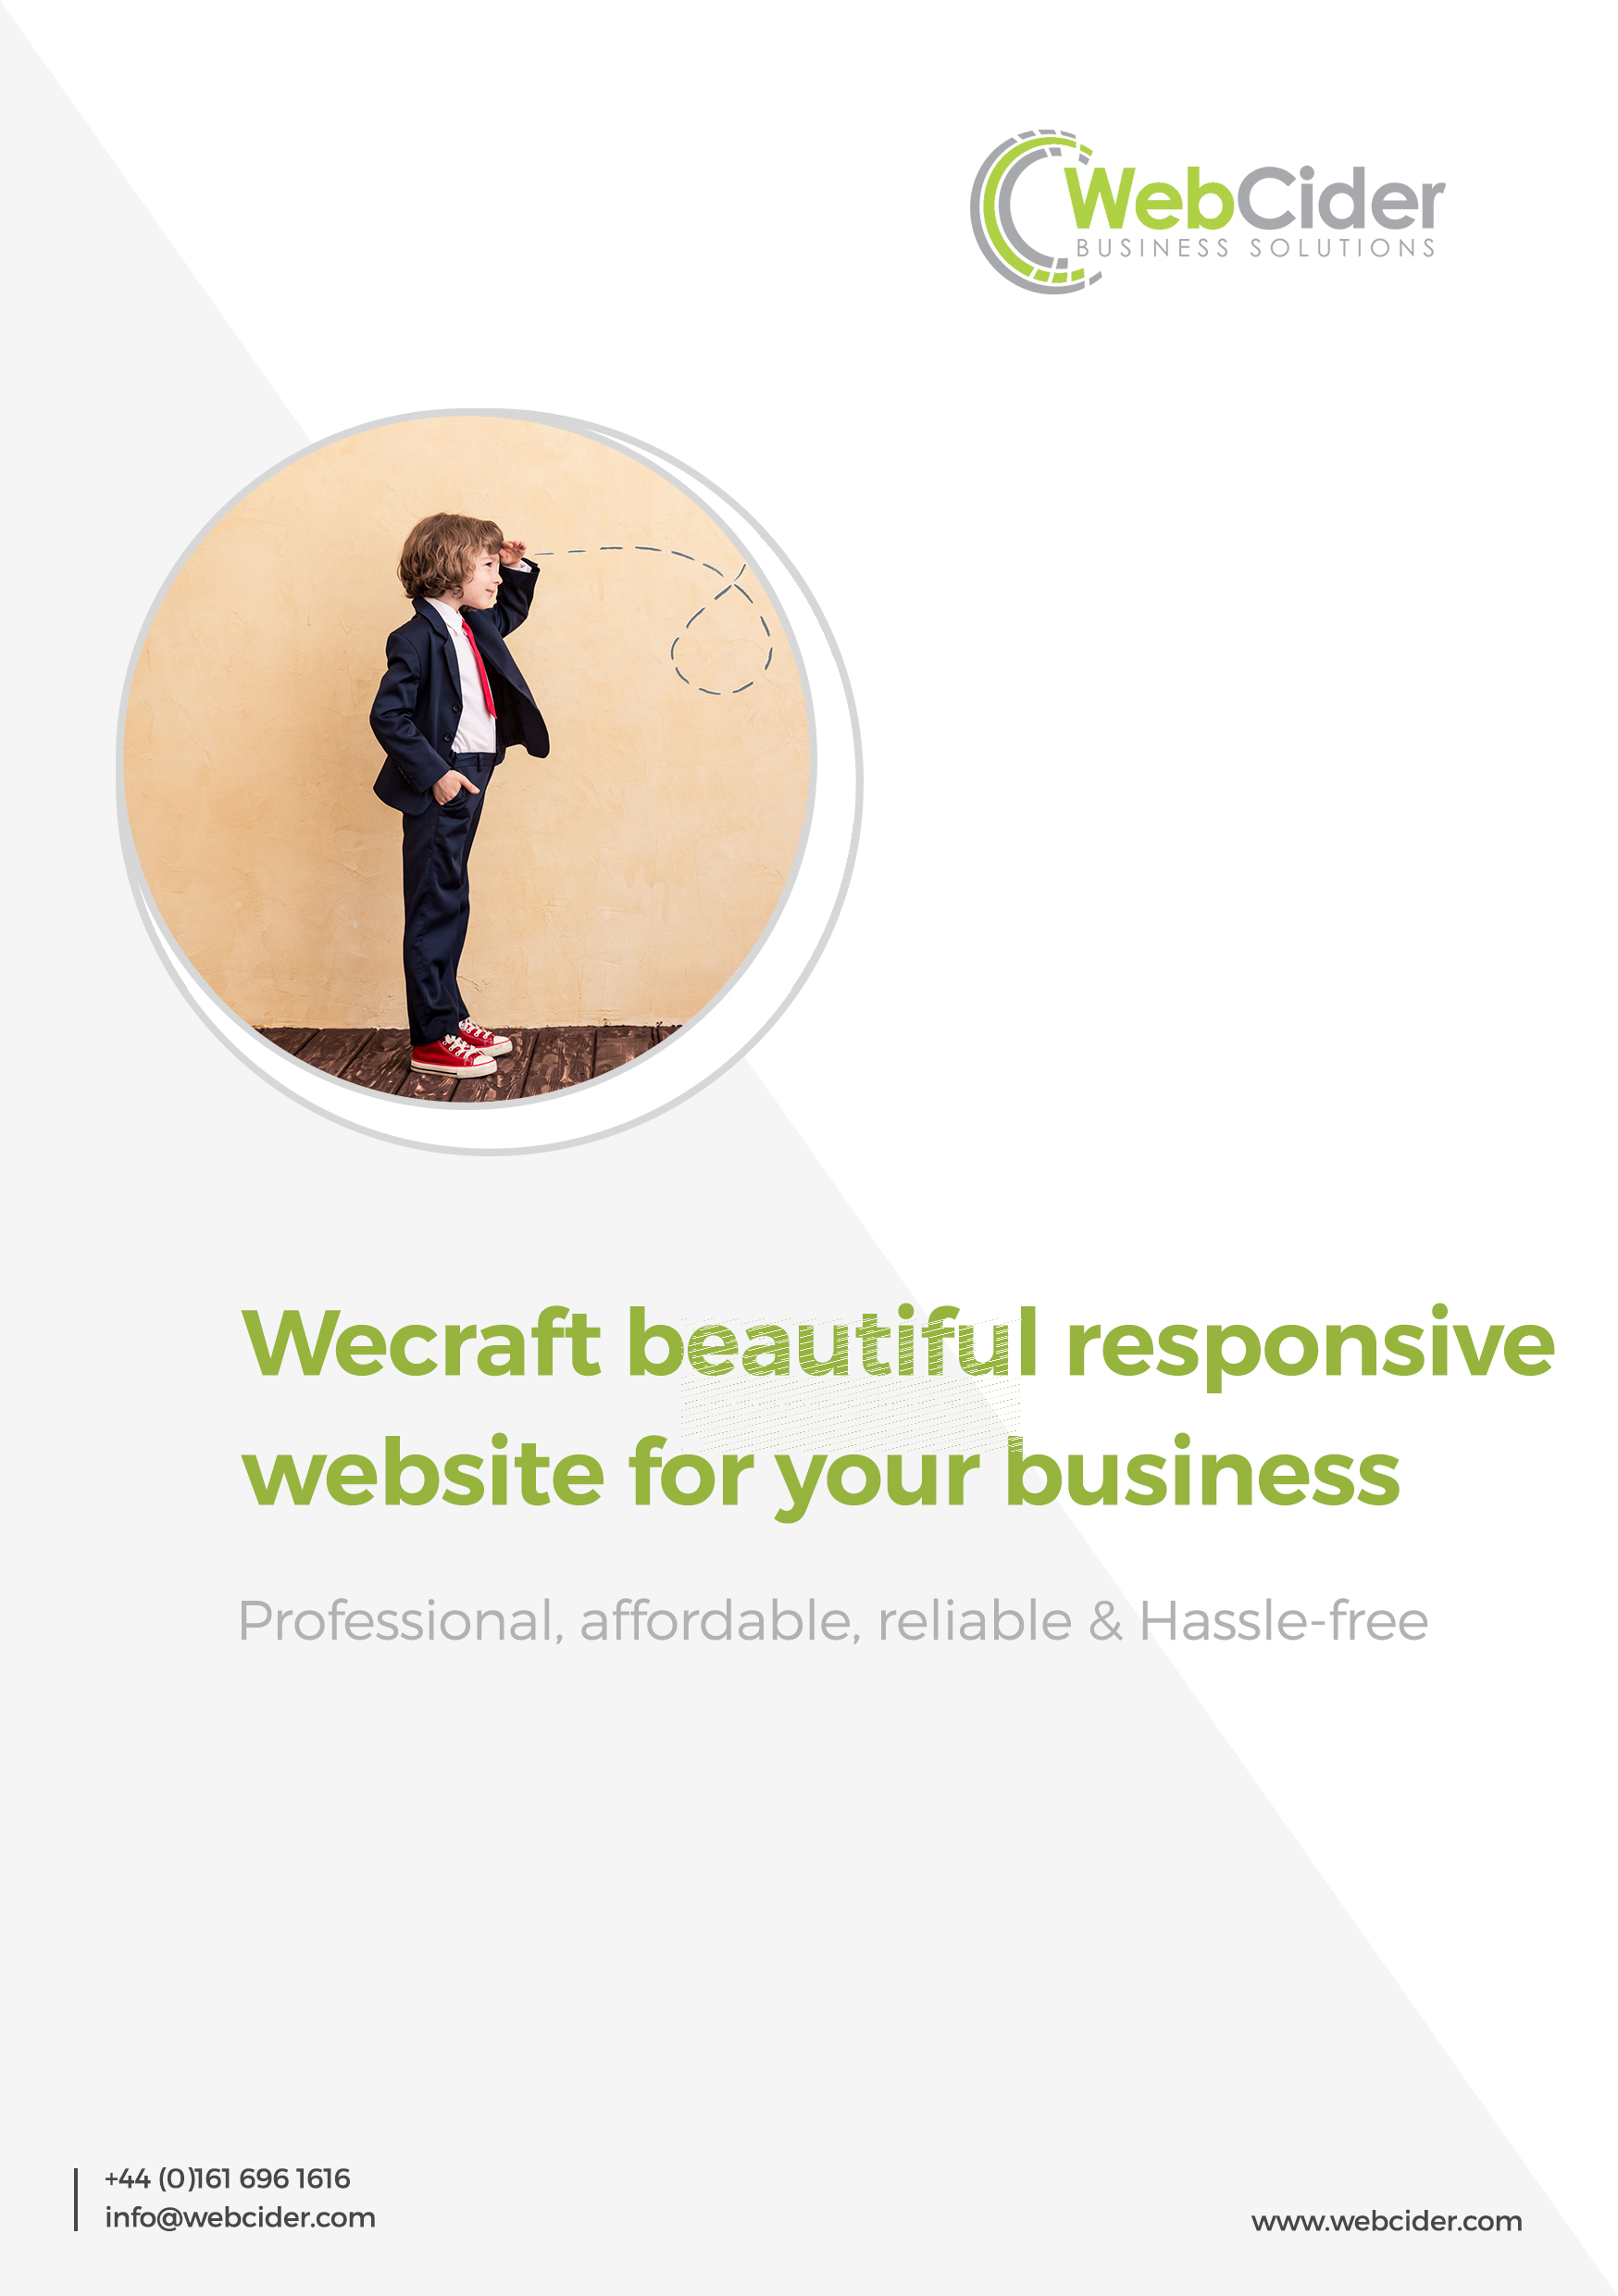 WebCider
BUSINESS SOLUTIONS
Wecraft beautiful responsive
website for your business
Professional, affordable, reliable & Hassle-free
+44 (0)161 696 1616
info@webcider.com
www.webcider.com